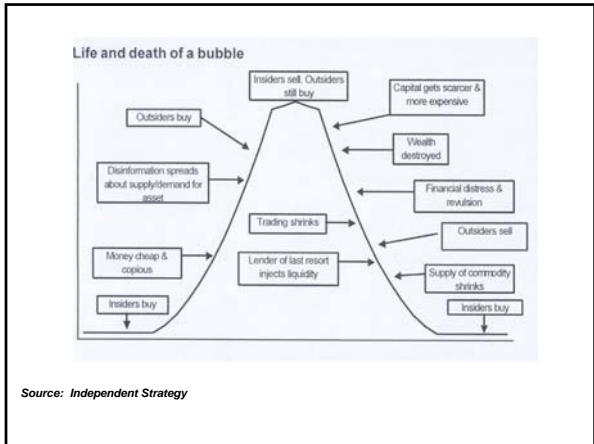 Life and death of a bubble
Insiders sell. Outsiders
still buy
Capital gets scarcer &
more expensive
Outsiders buy
Wealth
destroyed
Disinformation spreads
about supply/demand for
asset
Financial distress &
revulsion
Trading shrinks
Outsiders sell
Money cheap &
copious
Lender of last resort
injects liquidity
Supply of commodity
shrinks
Insiders buy
Insiders buy
Source: Independent Strategy